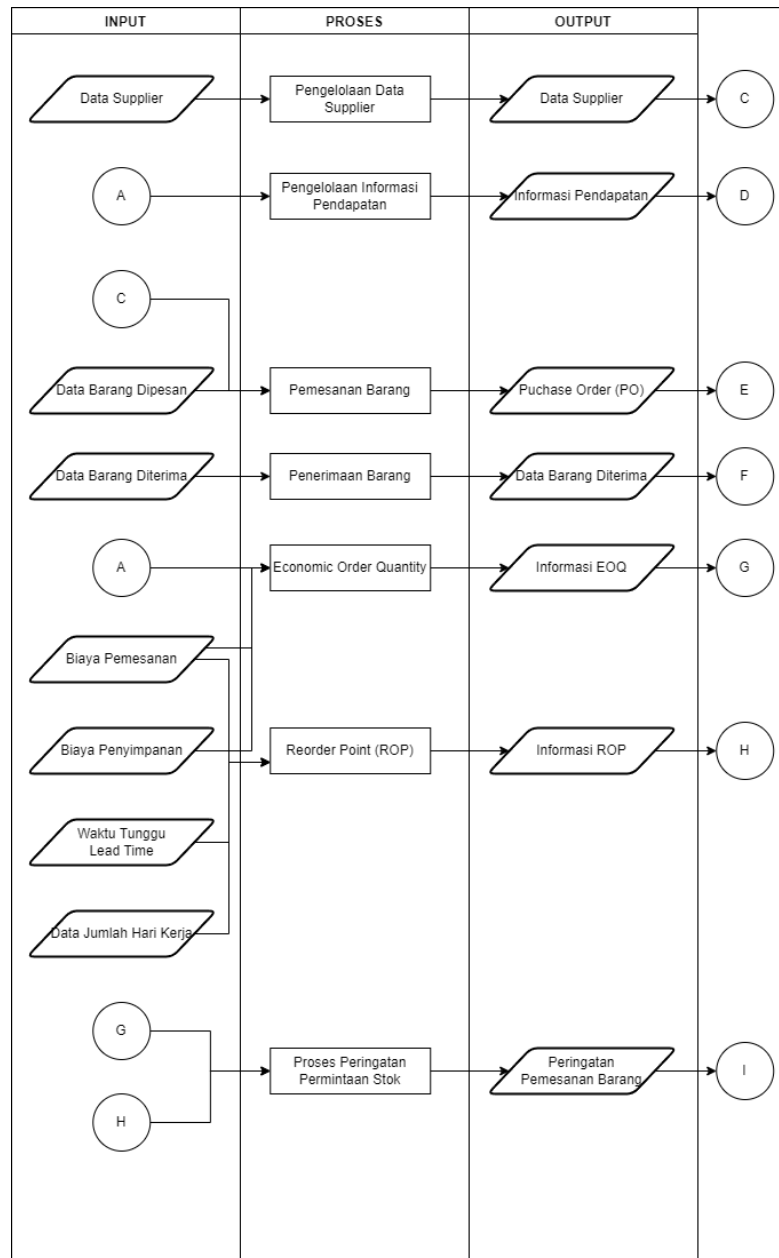 INPUT
PROSES
OUTPUT
Data Supplier
Pengelolaan Data
Supplier
Data Supplier
C
A
Pengelolaan Informasi
Pendapatan
Informasi Pendapatan
D
C
Data Barang Dipesan
Pemesanan Barang
Puchase Order (PO)
E
Data Barang Diterima
Penerimaan Barang
Data Barang Diterima
F
A
Economic Order Quantity
Informasi EOQ
G
Biaya Pemesanan
Biaya Penyimpanan
Reorder Point (ROP)
Informasi ROP
H
Waktu Tunggu
Lead Time
Data Jumlah Hari Kerja
G
H
Proses Peringatan
Permintaan Stok
Peringatan
Pemesanan Barang
I